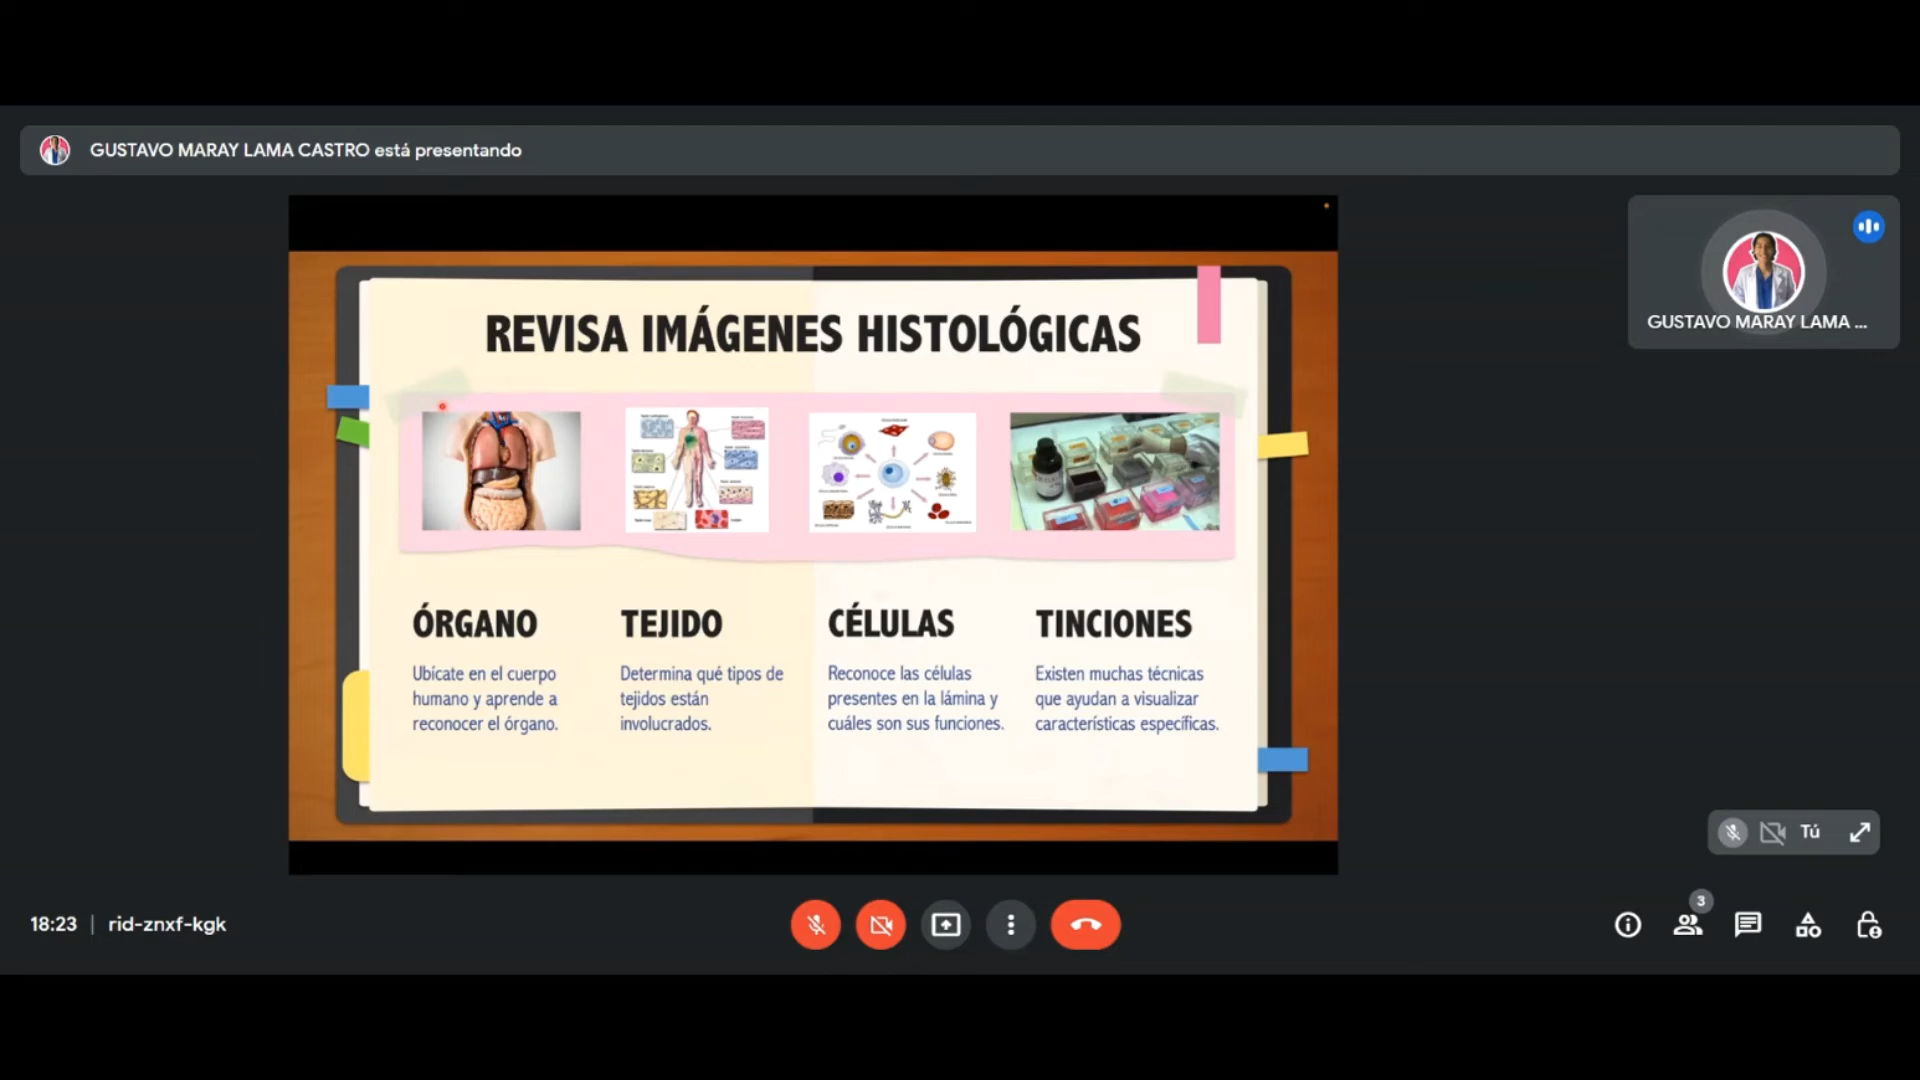 GUSTAVO MARAY LAMA CASTRO está presentando
GUSTAVO MARAY LAMA ...
REVISA IMÁGENES HISTOLÓGICAS
ÓRGANO
Ubícate en el cuerpo
humano y aprende a
reconocer el órgano.
TEJIDO
Determina qué tipos de
tejidos están
involucrados.
CÉLULAS
Reconoce las células
presentes en la lámina y
cuáles son sus funciones.
TINCIONES
Existen muchas técnicas
que ayudan a visualizar
características específicas.
Tú
18:23 | rid-znxf-kgk
3